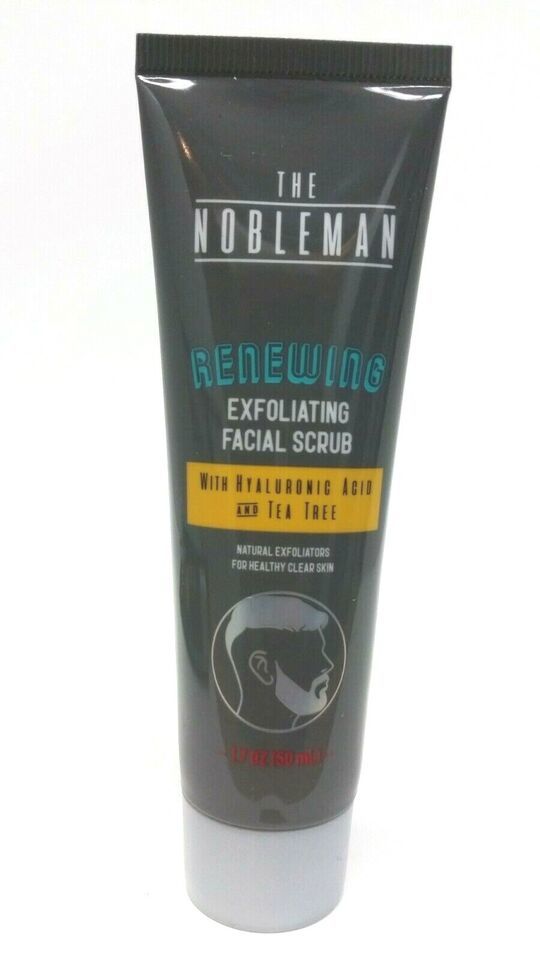 THE
NOBLEMAN
RENEWING
EXFOLIATING
FACIAL SCRUB
WITH HYALURONIC ACID
AND TEA TREE
NATURAL EXFOLIATORS
FOR HEALTHY CLEAR SKIN
1.7 oz (50 mL)